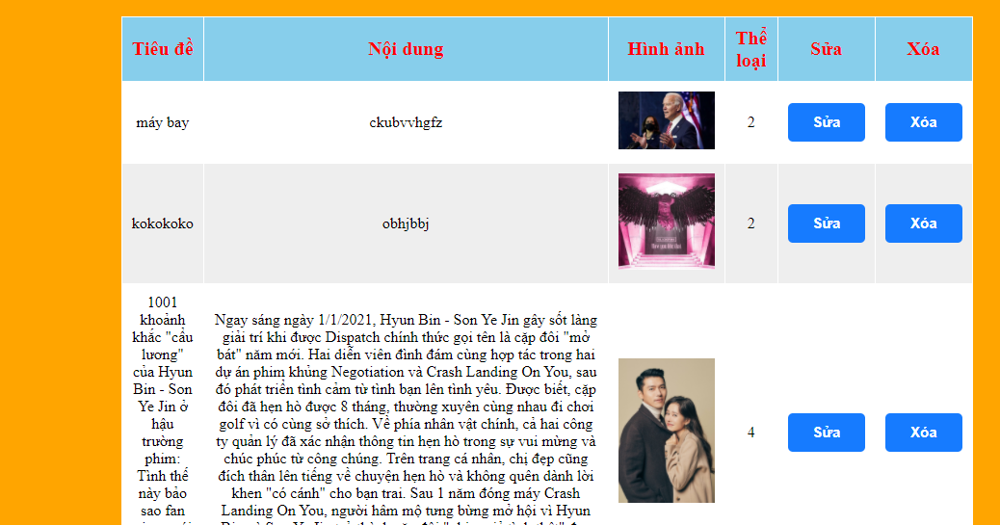 Tiêu đề Nội dung Hình ảnh Thể loại Sửa Xóa
máy bay ckubvvhgfz 2 Sửa Xóa
kokokoko obhjbbj 2 Sửa Xóa
1001
khoảnh
khắc "cẩu
lương"
của Hyun
Bin - Son
Ye Jin ở
hậu
trường
phim:
Tình thế
này bảo
sao fan
Ngay sáng ngày 1/1/2021, Hyun Bin - Son Ye Jin gây sốt làng
giải trí khi được Dispatch chính thức gọi tên là cặp đôi "mở
bát" năm mới. Hai diễn viên đình đám cùng hợp tác trong hai
dự án phim khủng Negotiation và Crash Landing On You, sau
đó phát triển tình cảm từ tình bạn lên tình yêu. Được biết, cặp
đôi đã hẹn hò được 8 tháng, thường xuyên cùng nhau đi chơi
golf vì có cùng sở thích. Về phía nhân vật chính, cả hai công
ty quản lý đã xác nhận thông tin hẹn hò trong sự vui mừng và
chúc phúc từ công chúng. Trên trang cá nhân, chị đẹp cũng
đích thân lên tiếng về chuyện hẹn hò và không quên dành lời
khen "có cánh" cho bạn trai. Sau 1 năm đóng máy Crash
Landing On You, người hâm mộ tưng bừng mở hội vì Hyun
4 Sửa Xóa